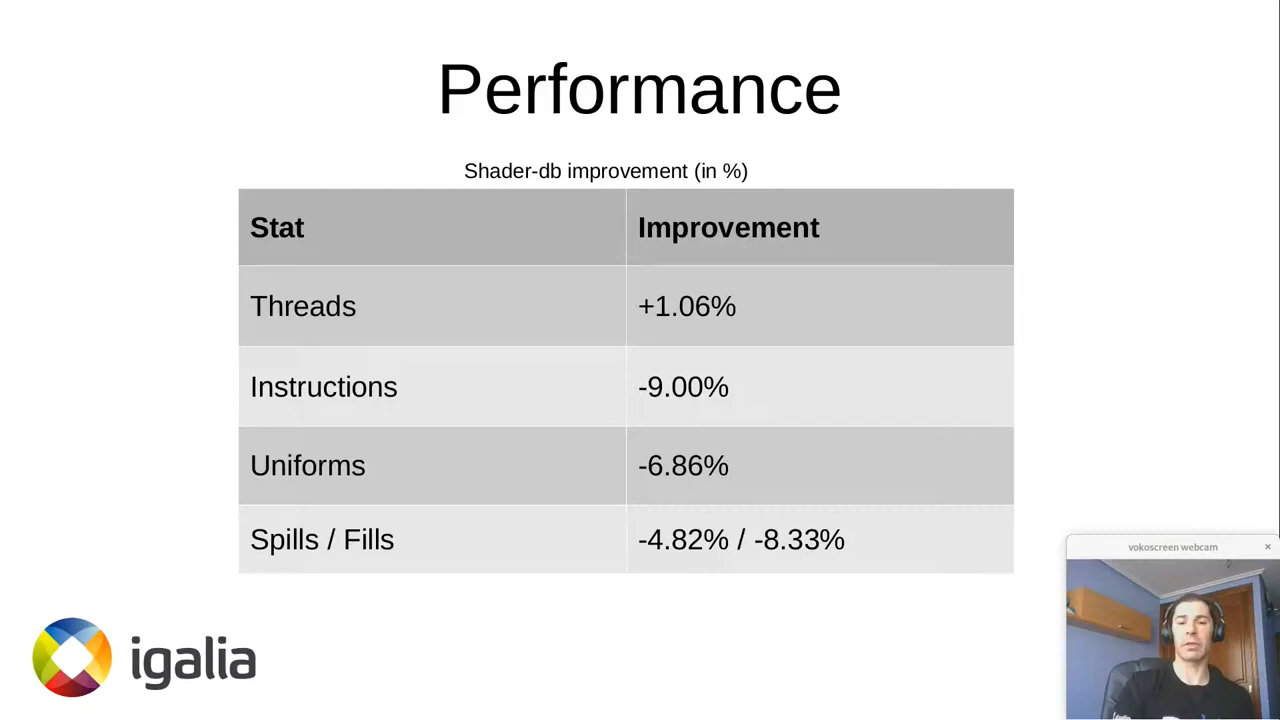 Performance
Shader-db improvement (in %)
Stat Improvement
Threads +1.06%
Instructions -9.00%
Uniforms -6.86%
Spills / Fills -4.82% / -8.33%
vokoscreen webcam ×
igalia